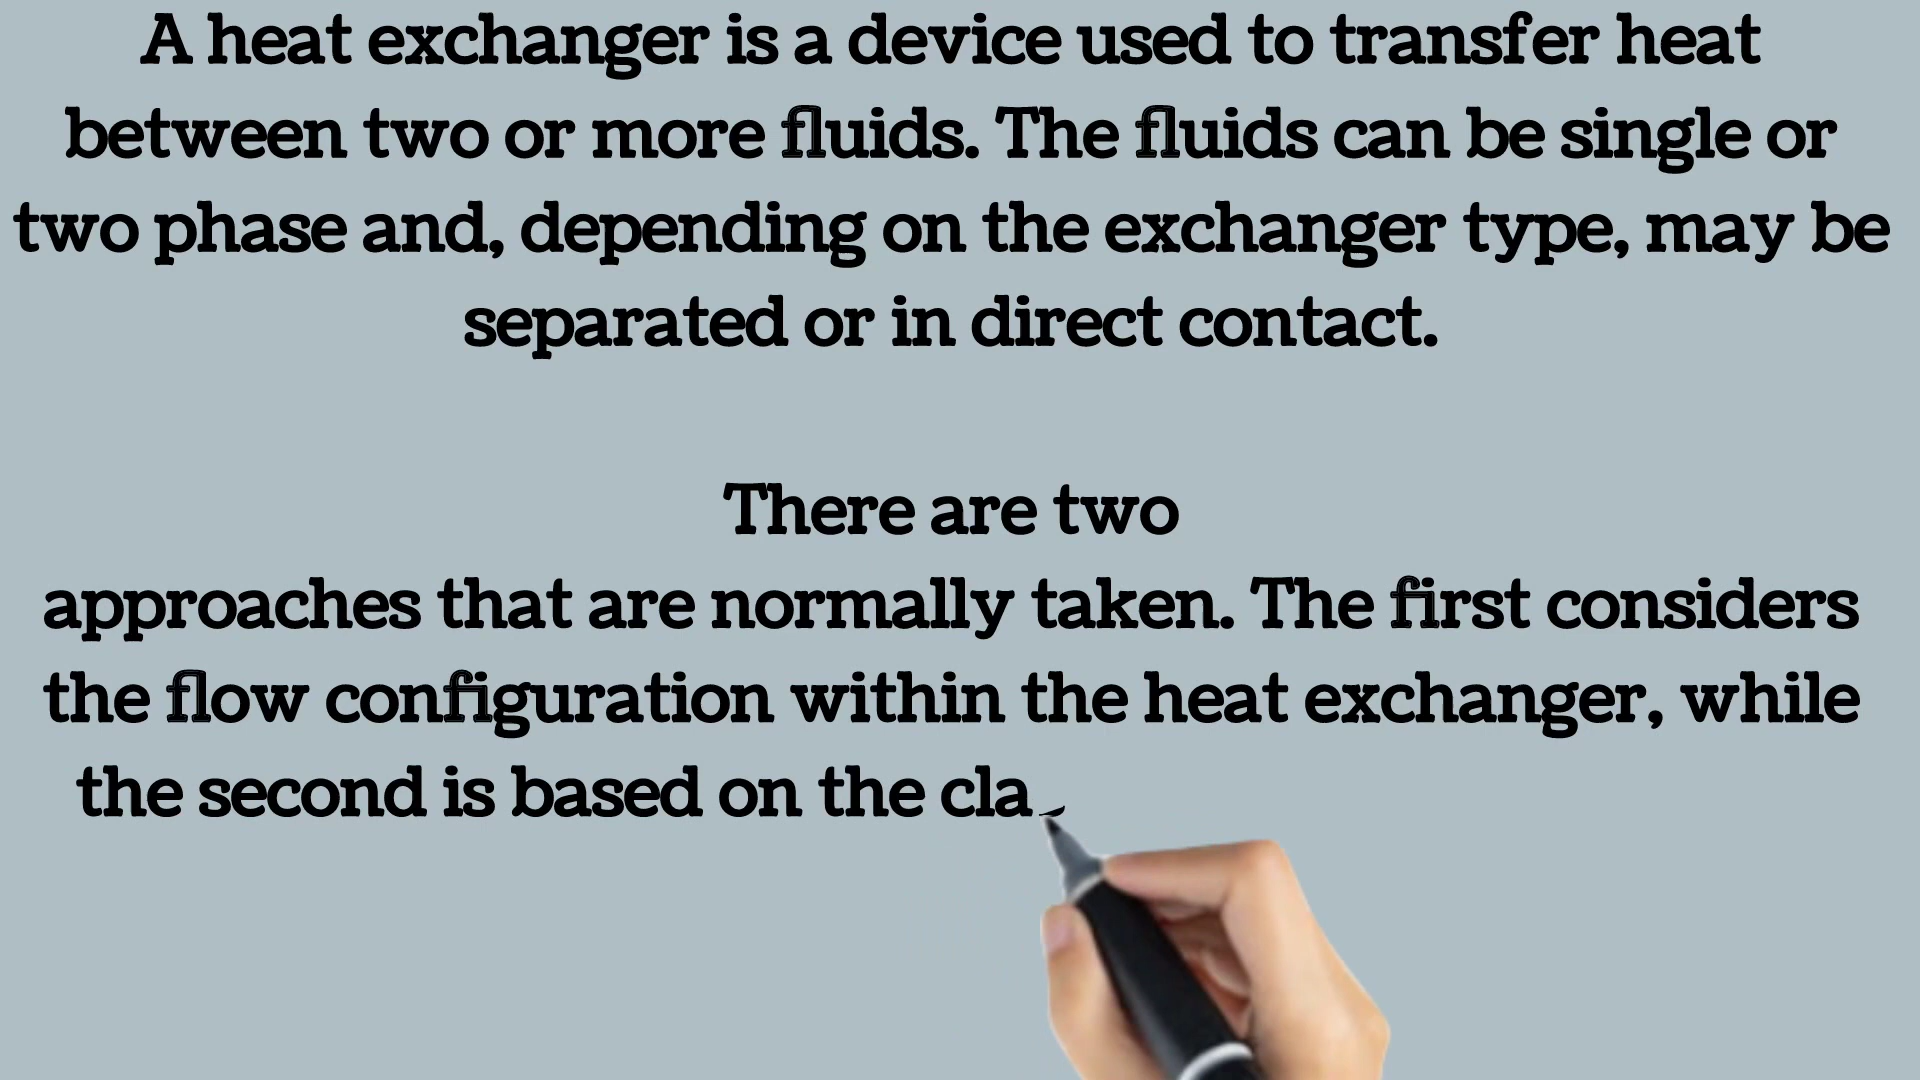 A heat exchanger is a device used to transfer heat
between two or more fluids. The fluids can be single or
two phase and, depending on the exchanger type, may be
separated or in direct contact.
There are two
approaches that are normally taken. The first considers
the flow configuration within the heat exchanger, while
the second is based on the cla